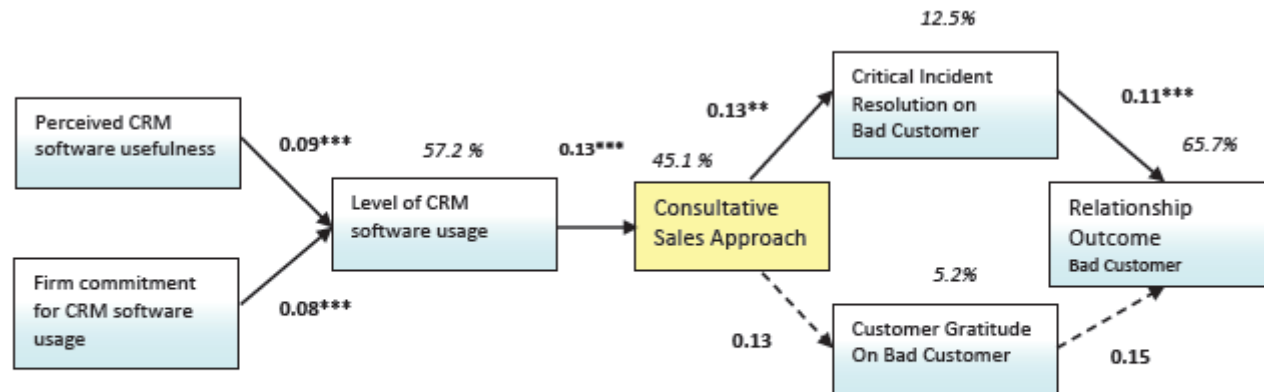 12.5%
Critical Incident
Resolution on
Bad Customer
0.13**
0.11***
Perceived CRM
software usefulness
0.09***
57.2 %
0.13***
45.1 %
65.7%
Level of CRM
software usage
Consultative
Sales Approach
Relationship
Outcome
Bad Customer
Firm commitment
for CRM software
usage
0.08***
5.2%
0.13
Customer Gratitude
On Bad Customer
0.15